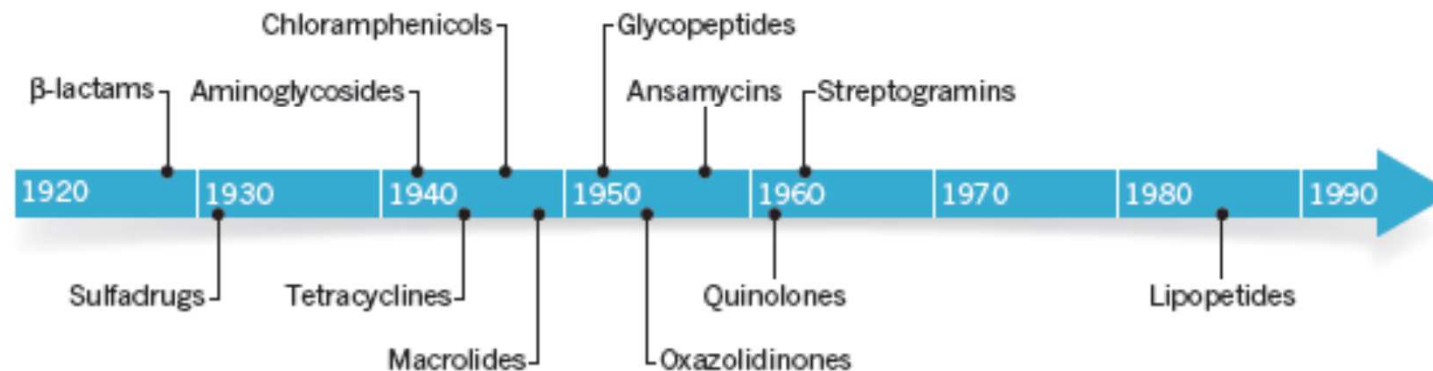 Chloramphenicols Glycopeptides
β-lactams Aminoglycosides Ansamycins Streptogramins
1920 1930 1940 1950 1960 1970 1980 1990
Sulfadrugs Tetracyclines Quinolones Lipopetides
Macrolides Oxazolidinones